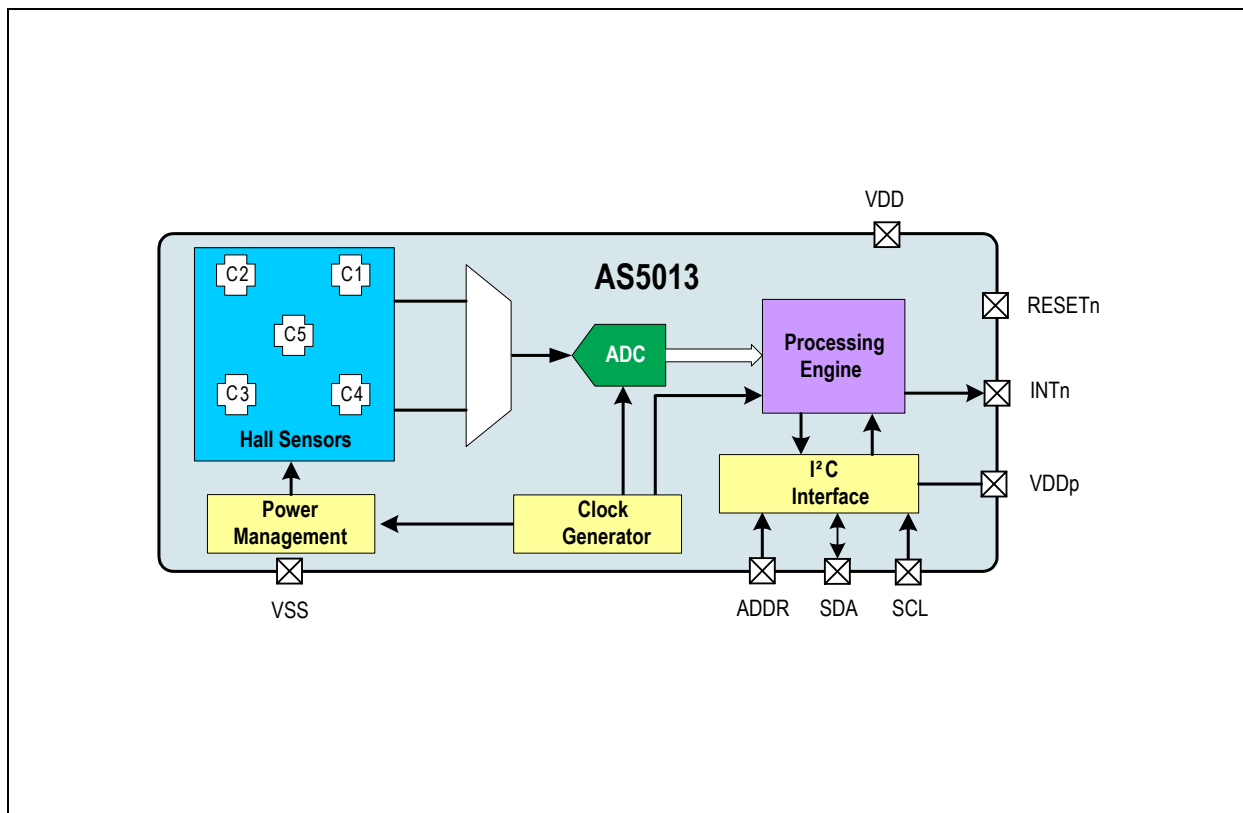 VDD
AS5013
C2
C1
C5
C3
C4
Hall Sensors
ADC
Processing
Engine
RESETn
INTn
I²C
Interface
VDDp
Power
Management
Clock
Generator
VSS
ADDR
SDA
SCL